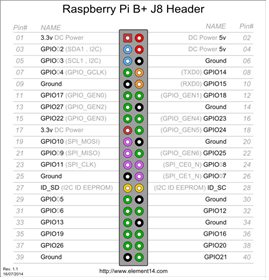 Raspberry Pi B+ J8 Header
Pin# NAME NAME Pin#
01 3.3v DC Power DC Power 5v 02
03 GPIO02 (SDA1 , I2C) DC Power 5v 04
05 GPIO03 (SCL1 , I2C) Ground 06
07 GPIO04 (GPIO_GCLK) (TXD0) GPIO14 08
09 Ground (RXD0) GPIO15 10
11 GPIO17 (GPIO_GEN0) (GPIO_GEN1) GPIO18 12
13 GPIO27 (GPIO_GEN2) Ground 14
15 GPIO22 (GPIO_GEN3) (GPIO_GEN4) GPIO23 16
17 3.3v DC Power (GPIO_GEN5) GPIO24 18
19 GPIO10 (SPI_MOSI) Ground 20
21 GPIO09 (SPI_MISO) (GPIO_GEN6) GPIO25 22
23 GPIO11 (SPI_CLK) (SPI_CE0_N) GPIO08 24
25 Ground (SPI_CE1_N) GPIO07 26
27 ID_SD (I2C ID EEPROM) (I2C ID EEPROM) ID_SC 28
29 GPIO05 Ground 30
31 GPIO06 GPIO12 32
33 GPIO13 Ground 34
35 GPIO19 GPIO16 36
37 GPIO26 GPIO20 38
39 Ground GPIO21 40
Rev. 1.1
16/07/2014
http://www.element14.com